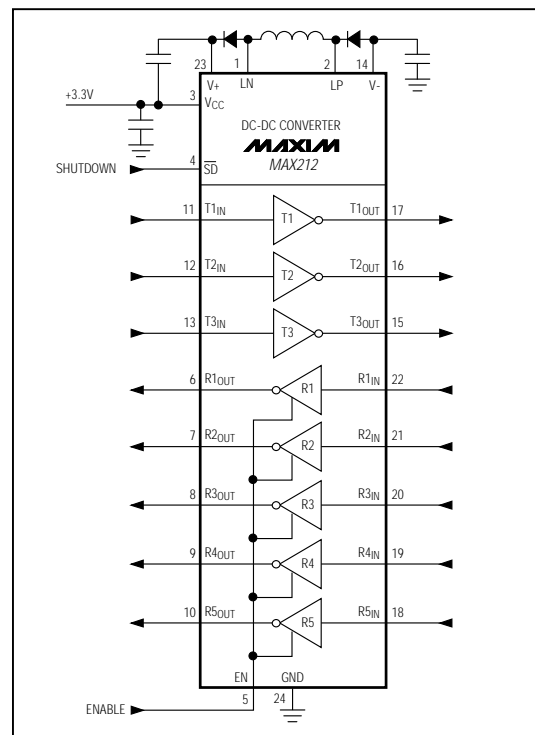 23 1 2 14
V+ LN LP V-
+3.3V 3 VCC
DC-DC CONVERTER
MAXIM
MAX212
SHUTDOWN 4 SD
11 T1IN T1 T1OUT 17
12 T2IN T2 T2OUT 16
13 T3IN T3 T3OUT 15
6 R1OUT R1 R1IN 22
7 R2OUT R2 R2IN 21
8 R3OUT R3 R3IN 20
9 R4OUT R4 R4IN 19
10 R5OUT R5 R5IN 18
EN GND
ENABLE 5 24